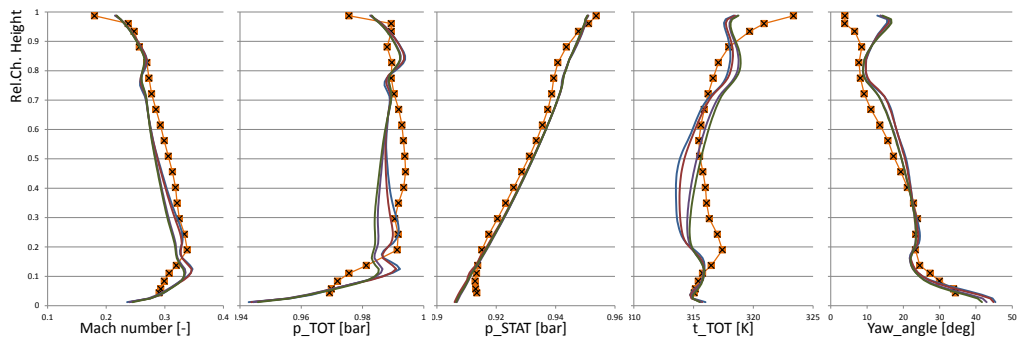 Rel.Ch. Height
1
0.9
0.8
0.7
0.6
0.5
0.4
0.3
0.2
0.1
0
0.1 0.2 0.3 0.4
Mach number [-]
0.94 0.96 0.98 1
p_TOT [bar]
0.9 0.92 0.94 0.96
p_STAT [bar]
310 315 320 325
t_TOT [K]
0 10 20 30 40 50
Yaw_angle [deg]